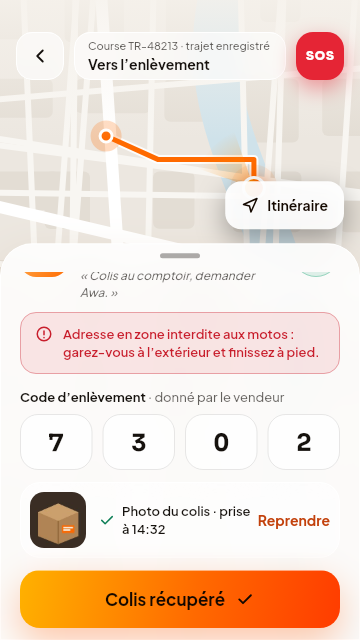 Course TR-48213 · trajet enregistré
Vers l'enlèvement
SOS
Itinéraire
« Colis au comptoir, demander
Awa. »
Adresse en zone interdite aux motos :
garez-vous à l'extérieur et finissez à pied.
Code d'enlèvement · donné par le vendeur
7 3 0 2
Photo du colis · prise
à 14:32
Reprendre
Colis récupéré